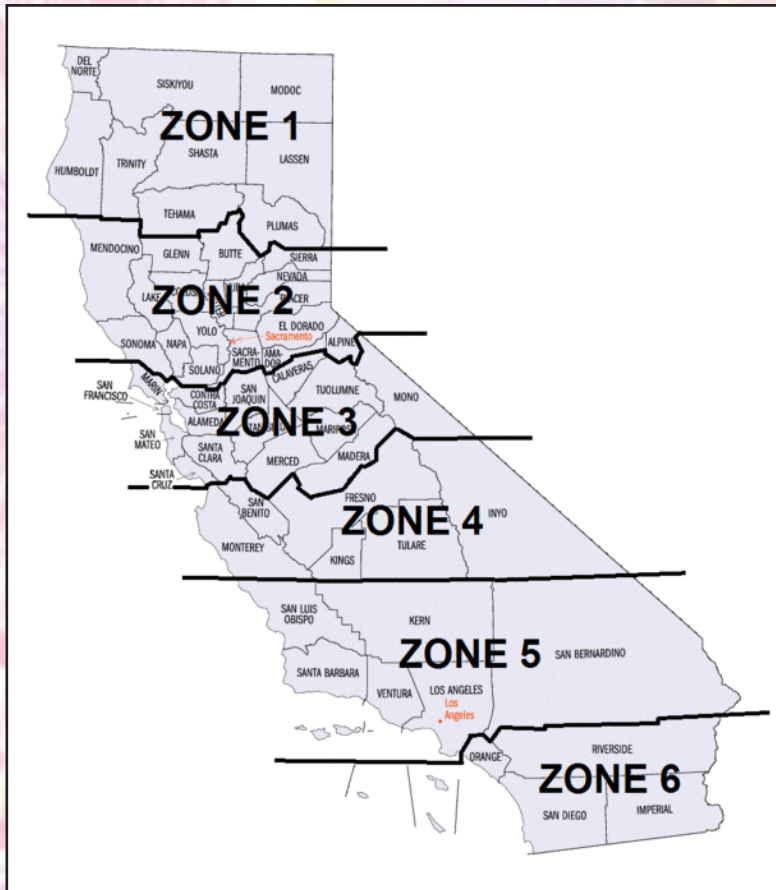 DEL
NORTE
SISKIYOU
MODOC
ZONE 1
SHASTA
HUMBOLDT
TRINITY
LASSEN
TEHAMA
PLUMAS
MENDOCINO
GLENN
BUTTE
SIERRA
NEVADA
LAKE
ZONE 2
PLACER
YOLO
EL DORADO
Sacramento
SONOMA
NAPA
ALPINE
SACRA-
MENTO
AMA-
DOR
SOLANO
CALAVERAS
MARIN
SAN
FRANCISCO
CONTRA
COSTA
SAN
JOAQUIN
TUOLUMNE
MONO
ALAMEDA
ZONE 3
SAN
MATEO
SANTA
CLARA
MERCED
MADERA
SANTA
CRUZ
SAN
BENITO
FRESNO
ZONE 4
INYO
MONTEREY
KINGS
TULARE
SAN LUIS
OBISPO
KERN
ZONE 5
SAN BERNARDINO
SANTA BARBARA
VENTURA
LOS ANGELES
Los
Angeles
ORANGE
RIVERSIDE
ZONE 6
SAN DIEGO
IMPERIAL